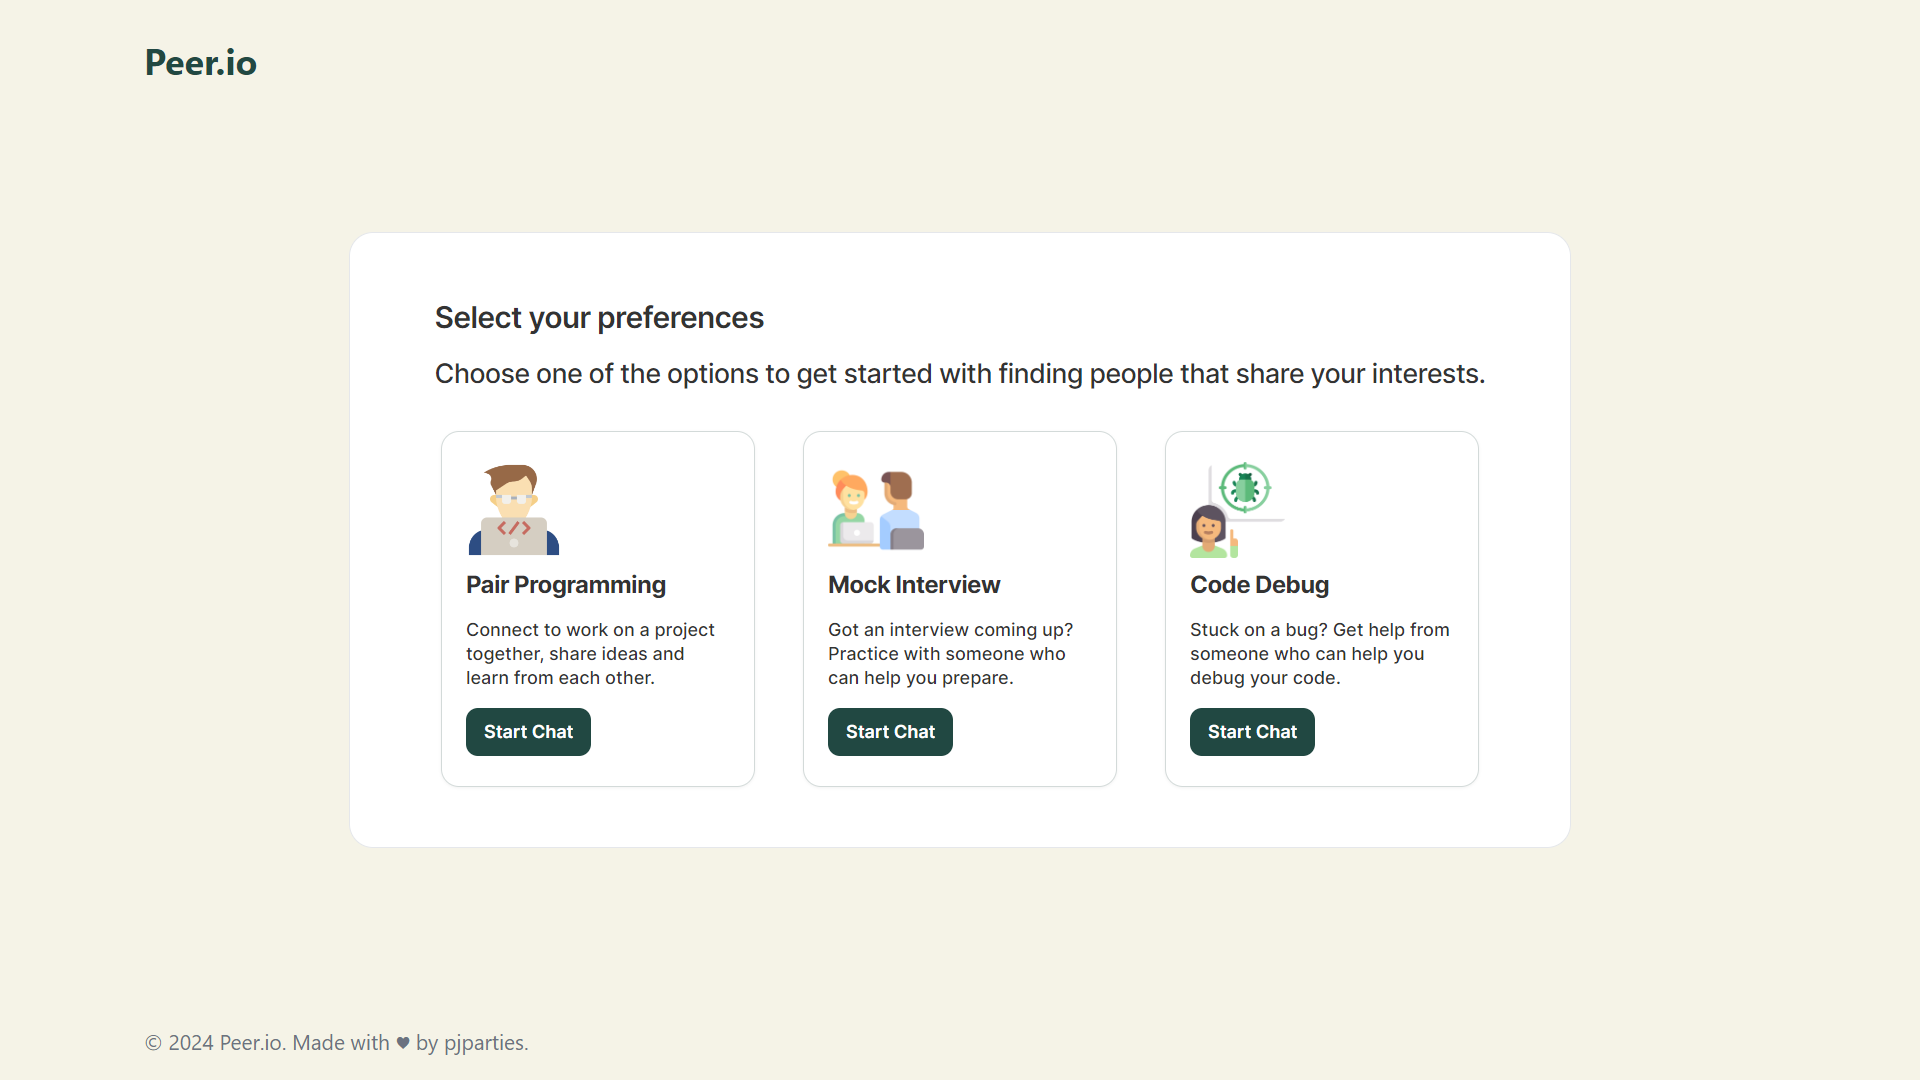 Peer.io
Select your preferences
Choose one of the options to get started with finding people that share your interests.
Pair Programming
Connect to work on a project
together, share ideas and
learn from each other.
Start Chat
Mock Interview
Got an interview coming up?
Practice with someone who
can help you prepare.
Start Chat
Code Debug
Stuck on a bug? Get help from
someone who can help you
debug your code.
Start Chat
© 2024 Peer.io. Made with ♥ by pjparties.